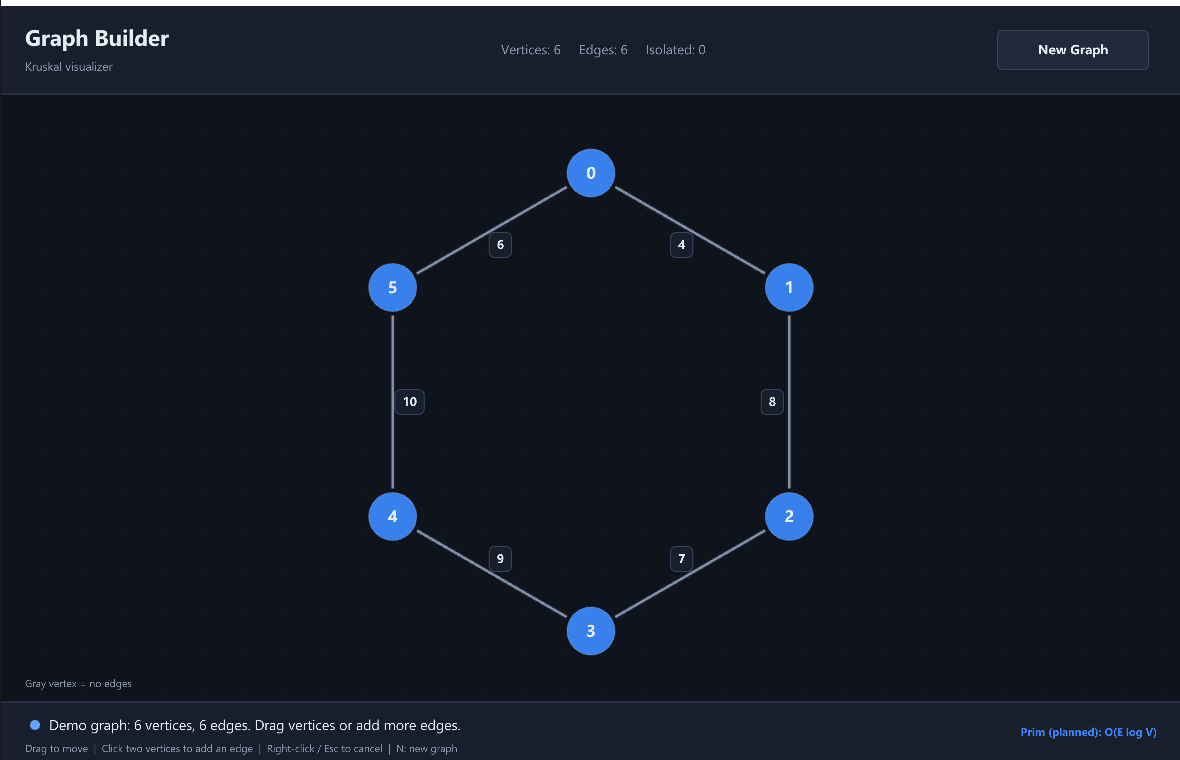 Graph Builder
Kruskal visualizer
Vertices: 6 Edges: 6 Isolated: 0
New Graph
0
6
4
5
1
10
8
4
2
9
7
3
Gray vertex = no edges
Demo graph: 6 vertices, 6 edges. Drag vertices or add more edges.
Drag to move | Click two vertices to add an edge | Right-click / Esc to cancel | N: new graph
Prim (planned): O(E log V)